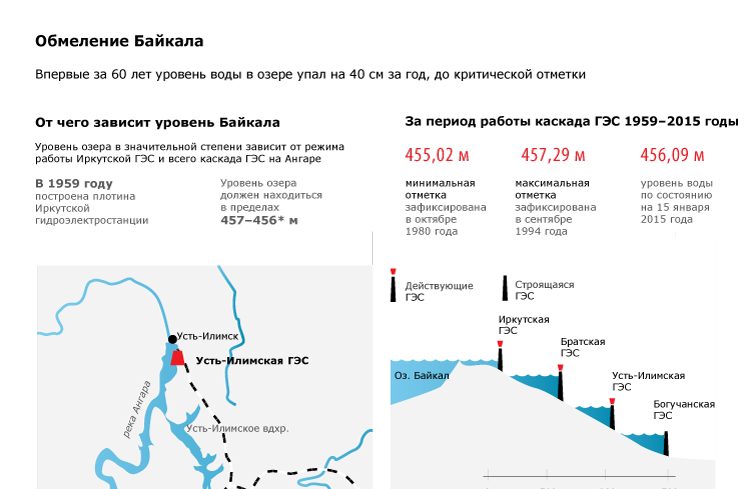 Обмеление Байкала
Впервые за 60 лет уровень воды в озере упал на 40 см за год, до критической отметки
От чего зависит уровень Байкала
Уровень озера в значительной степени зависит от режима
работы Иркутской ГЭС и всего каскада ГЭС на Ангаре
В 1959 году
построена плотина
Иркутской
гидроэлектростанции
Уровень озера
должен находиться
в пределах
457–456* м
За период работы каскада ГЭС 1959–2015 годы
455,02 м
минимальная
отметка
зафиксирована
в октябре
1980 года
457,29 м
максимальная
отметка
зафиксирована
в сентябре
1994 года
456,09 м
уровень воды
по состоянию
на 15 января
2015 года
Усть-Илимск
Усть-Илимская ГЭС
река Ангара
Усть-Илимское вдхр.
Действующие
ГЭС
Строящаяся
ГЭС
Иркутская
ГЭС
Братская
ГЭС
Оз. Байкал
Усть-Илимская
ГЭС
Богучанская
ГЭС